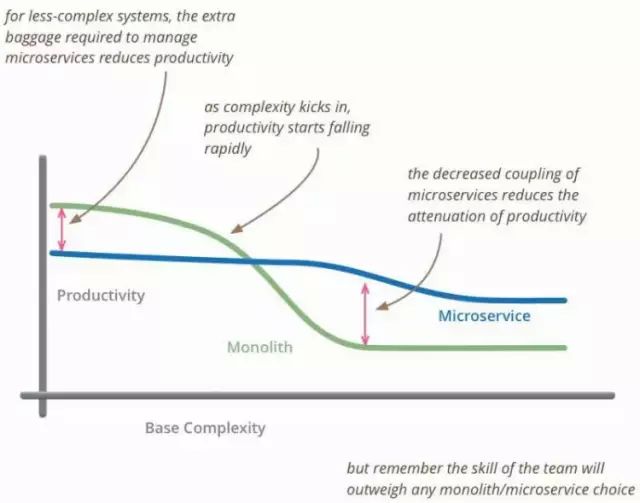 for less-complex systems, the extra
baggage required to manage
microservices reduces productivity
as complexity kicks in,
productivity starts falling
rapidly
the decreased coupling of
microservices reduces the
attenuation of productivity
Productivity
Microservice
Monolith
Base Complexity
but remember the skill of the team will
outweigh any monolith/microservice choice